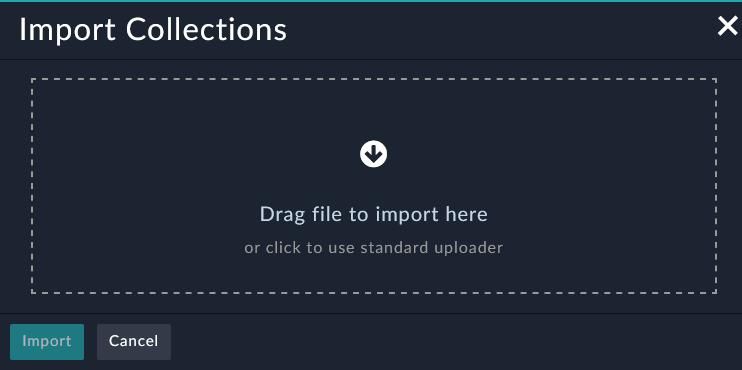 Import Collections
Drag file to import here
or click to use standard uploader
Import
Cancel